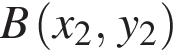 B(x₂, y₂)